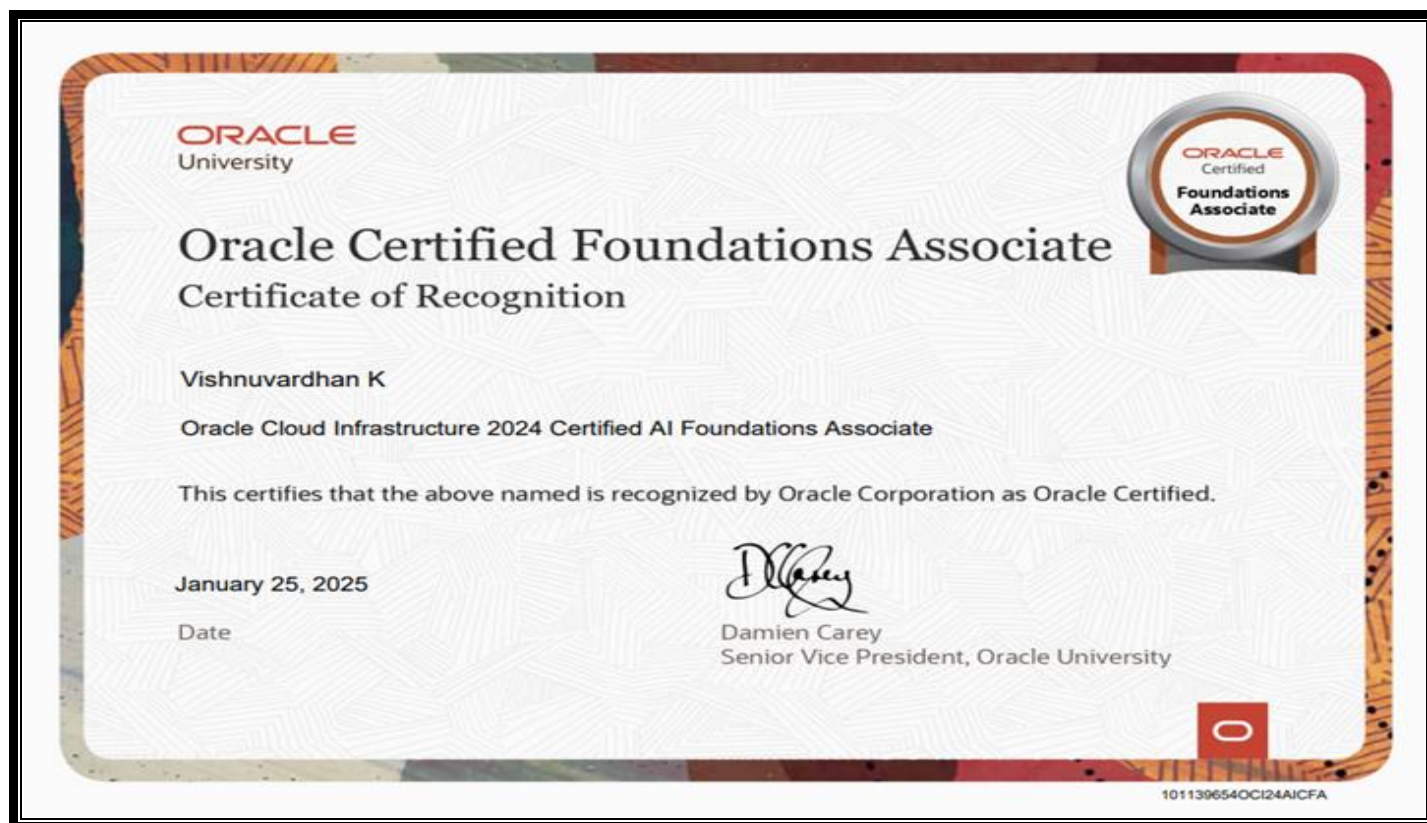 ORACLE
University
ORACLE
Certified
Foundations
Associate
Oracle Certified Foundations Associate
Certificate of Recognition
Vishnuvardhan K
Oracle Cloud Infrastructure 2024 Certified AI Foundations Associate
This certifies that the above named is recognized by Oracle Corporation as Oracle Certified.
January 25, 2025
Date
Damien Carey
Senior Vice President, Oracle University
101139654OCI24AICFA